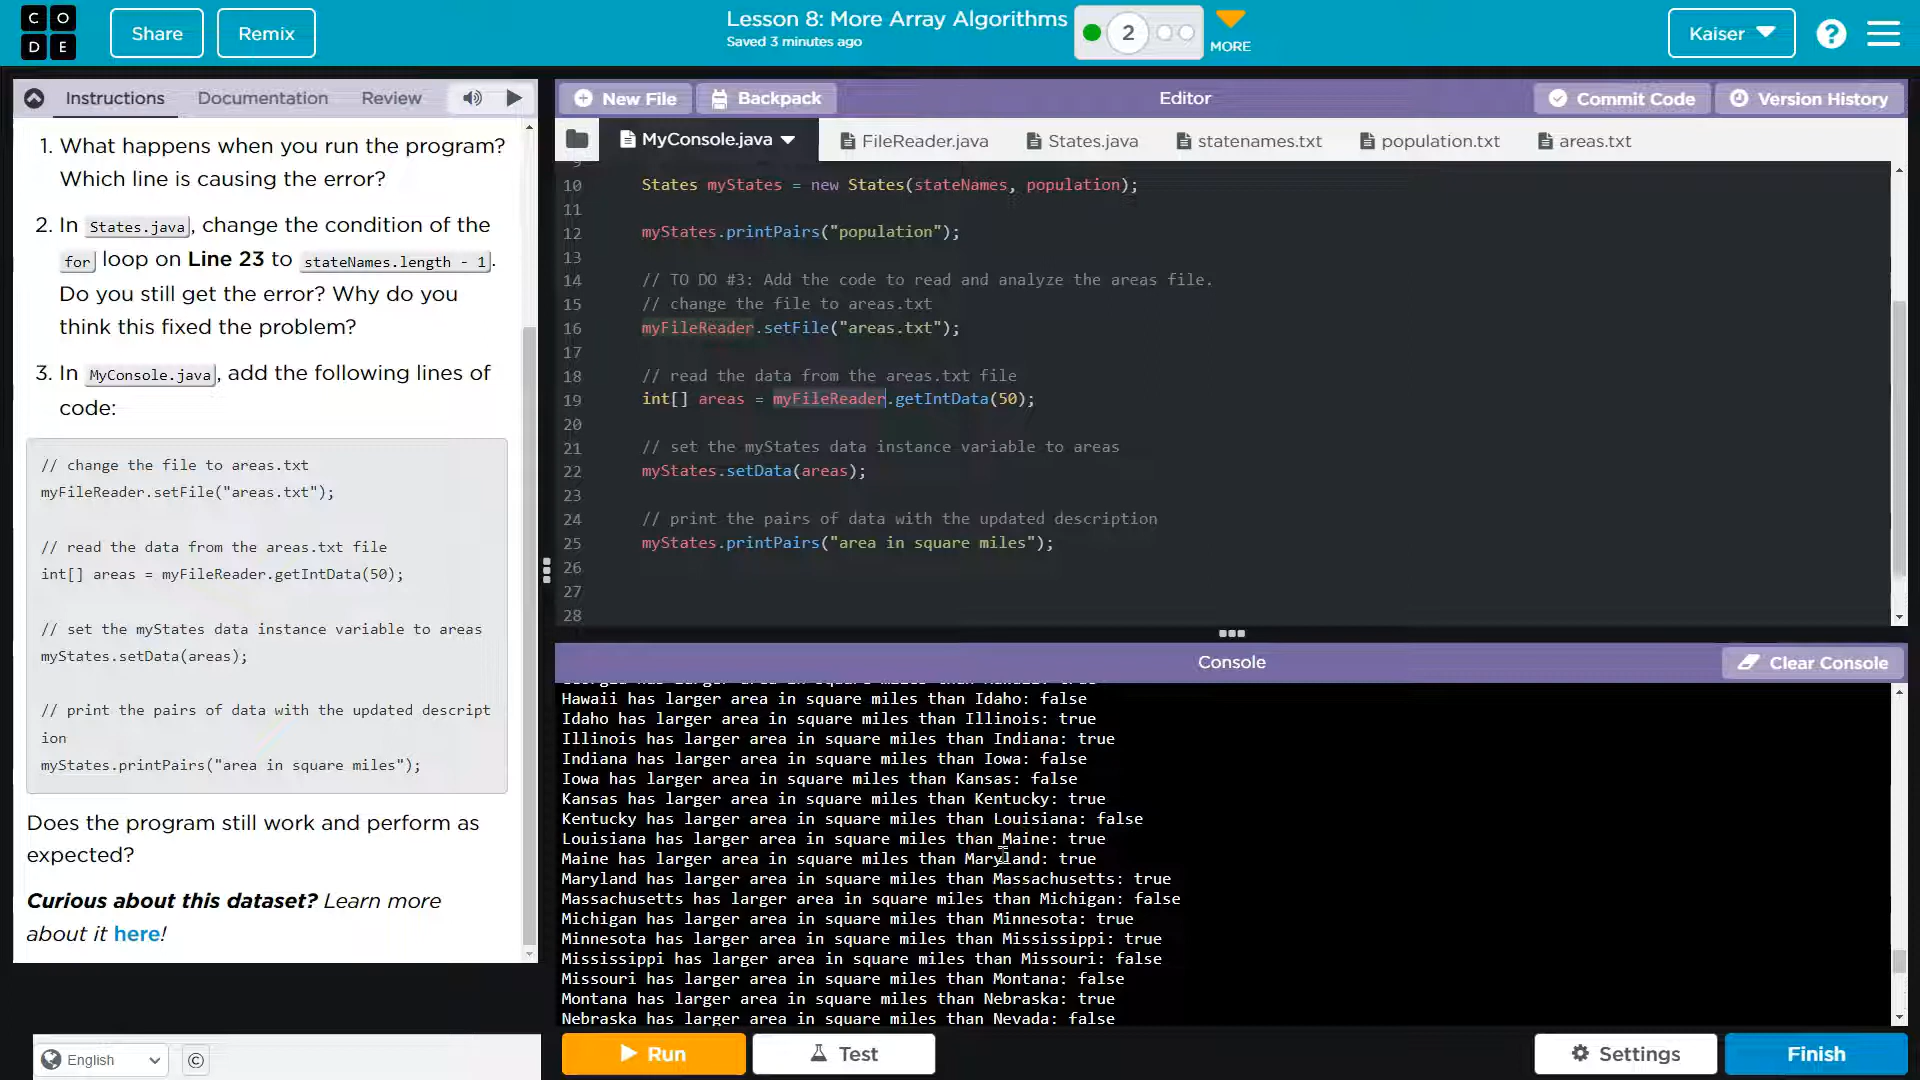 C O
D E
Share
Remix
Lesson 8: More Array Algorithms
Saved 3 minutes ago
2
MORE
Kaiser
?
Instructions
Documentation
Review
1. What happens when you run the program?
Which line is causing the error?
2. In States.java, change the condition of the
for loop on Line 23 to stateNames.length - 1.
Do you still get the error? Why do you
think this fixed the problem?
3. In MyConsole.java, add the following lines of
code:
// change the file to areas.txt
myFileReader.setFile("areas.txt");
// read the data from the areas.txt file
int[] areas = myFileReader.getIntData(50);
// set the myStates data instance variable to areas
myStates.setData(areas);
// print the pairs of data with the updated descript
ion
myStates.printPairs("area in square miles");
Does the program still work and perform as
expected?
Curious about this dataset? Learn more
about it here!
English
©
New File
Backpack
Editor
Commit Code
Version History
MyConsole.java
FileReader.java
States.java
statenames.txt
population.txt
areas.txt
10 States myStates = new States(stateNames, population);
11
12 myStates.printPairs("population");
13
14 // TO DO #3: Add the code to read and analyze the areas file.
15 // change the file to areas.txt
16 myFileReader.setFile("areas.txt");
17
18 // read the data from the areas.txt file
19 int[] areas = myFileReader.getIntData(50);
20
21 // set the myStates data instance variable to areas
22 myStates.setData(areas);
23
24 // print the pairs of data with the updated description
25 myStates.printPairs("area in square miles");
26
27
28
Console
Clear Console
Hawaii has larger area in square miles than Idaho: false
Idaho has larger area in square miles than Illinois: true
Illinois has larger area in square miles than Indiana: true
Indiana has larger area in square miles than Iowa: false
Iowa has larger area in square miles than Kansas: false
Kansas has larger area in square miles than Kentucky: true
Kentucky has larger area in square miles than Louisiana: false
Louisiana has larger area in square miles than Maine: true
Maine has larger area in square miles than Maryland: true
Maryland has larger area in square miles than Massachusetts: true
Massachusetts has larger area in square miles than Michigan: false
Michigan has larger area in square miles than Minnesota: true
Minnesota has larger area in square miles than Mississippi: true
Mississippi has larger area in square miles than Missouri: false
Missouri has larger area in square miles than Montana: false
Montana has larger area in square miles than Nebraska: true
Nebraska has larger area in square miles than Nevada: false
Run
Test
Settings
Finish